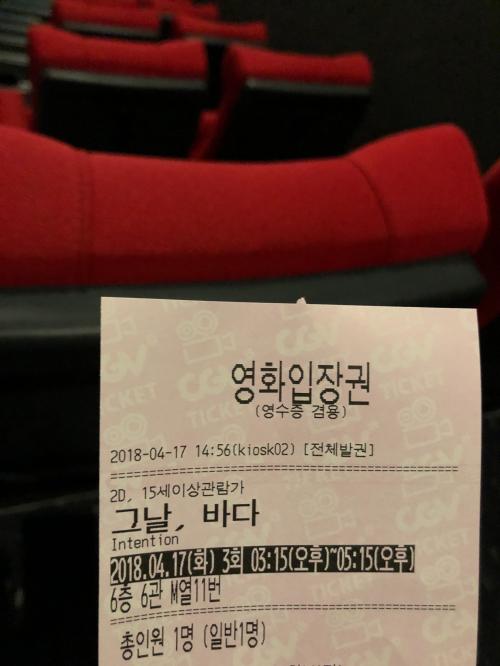 영화입장권
(영수증 겸용)
2018-04-17 14:56(kiosk02) [전체발권]
2D, 15세이상관람가
그날, 바다
Intention
2018.04.17(화) 3회 03:15(오후)~05:15(오후)
6층 6관 M열11번
총인원 1명 (일반1명)